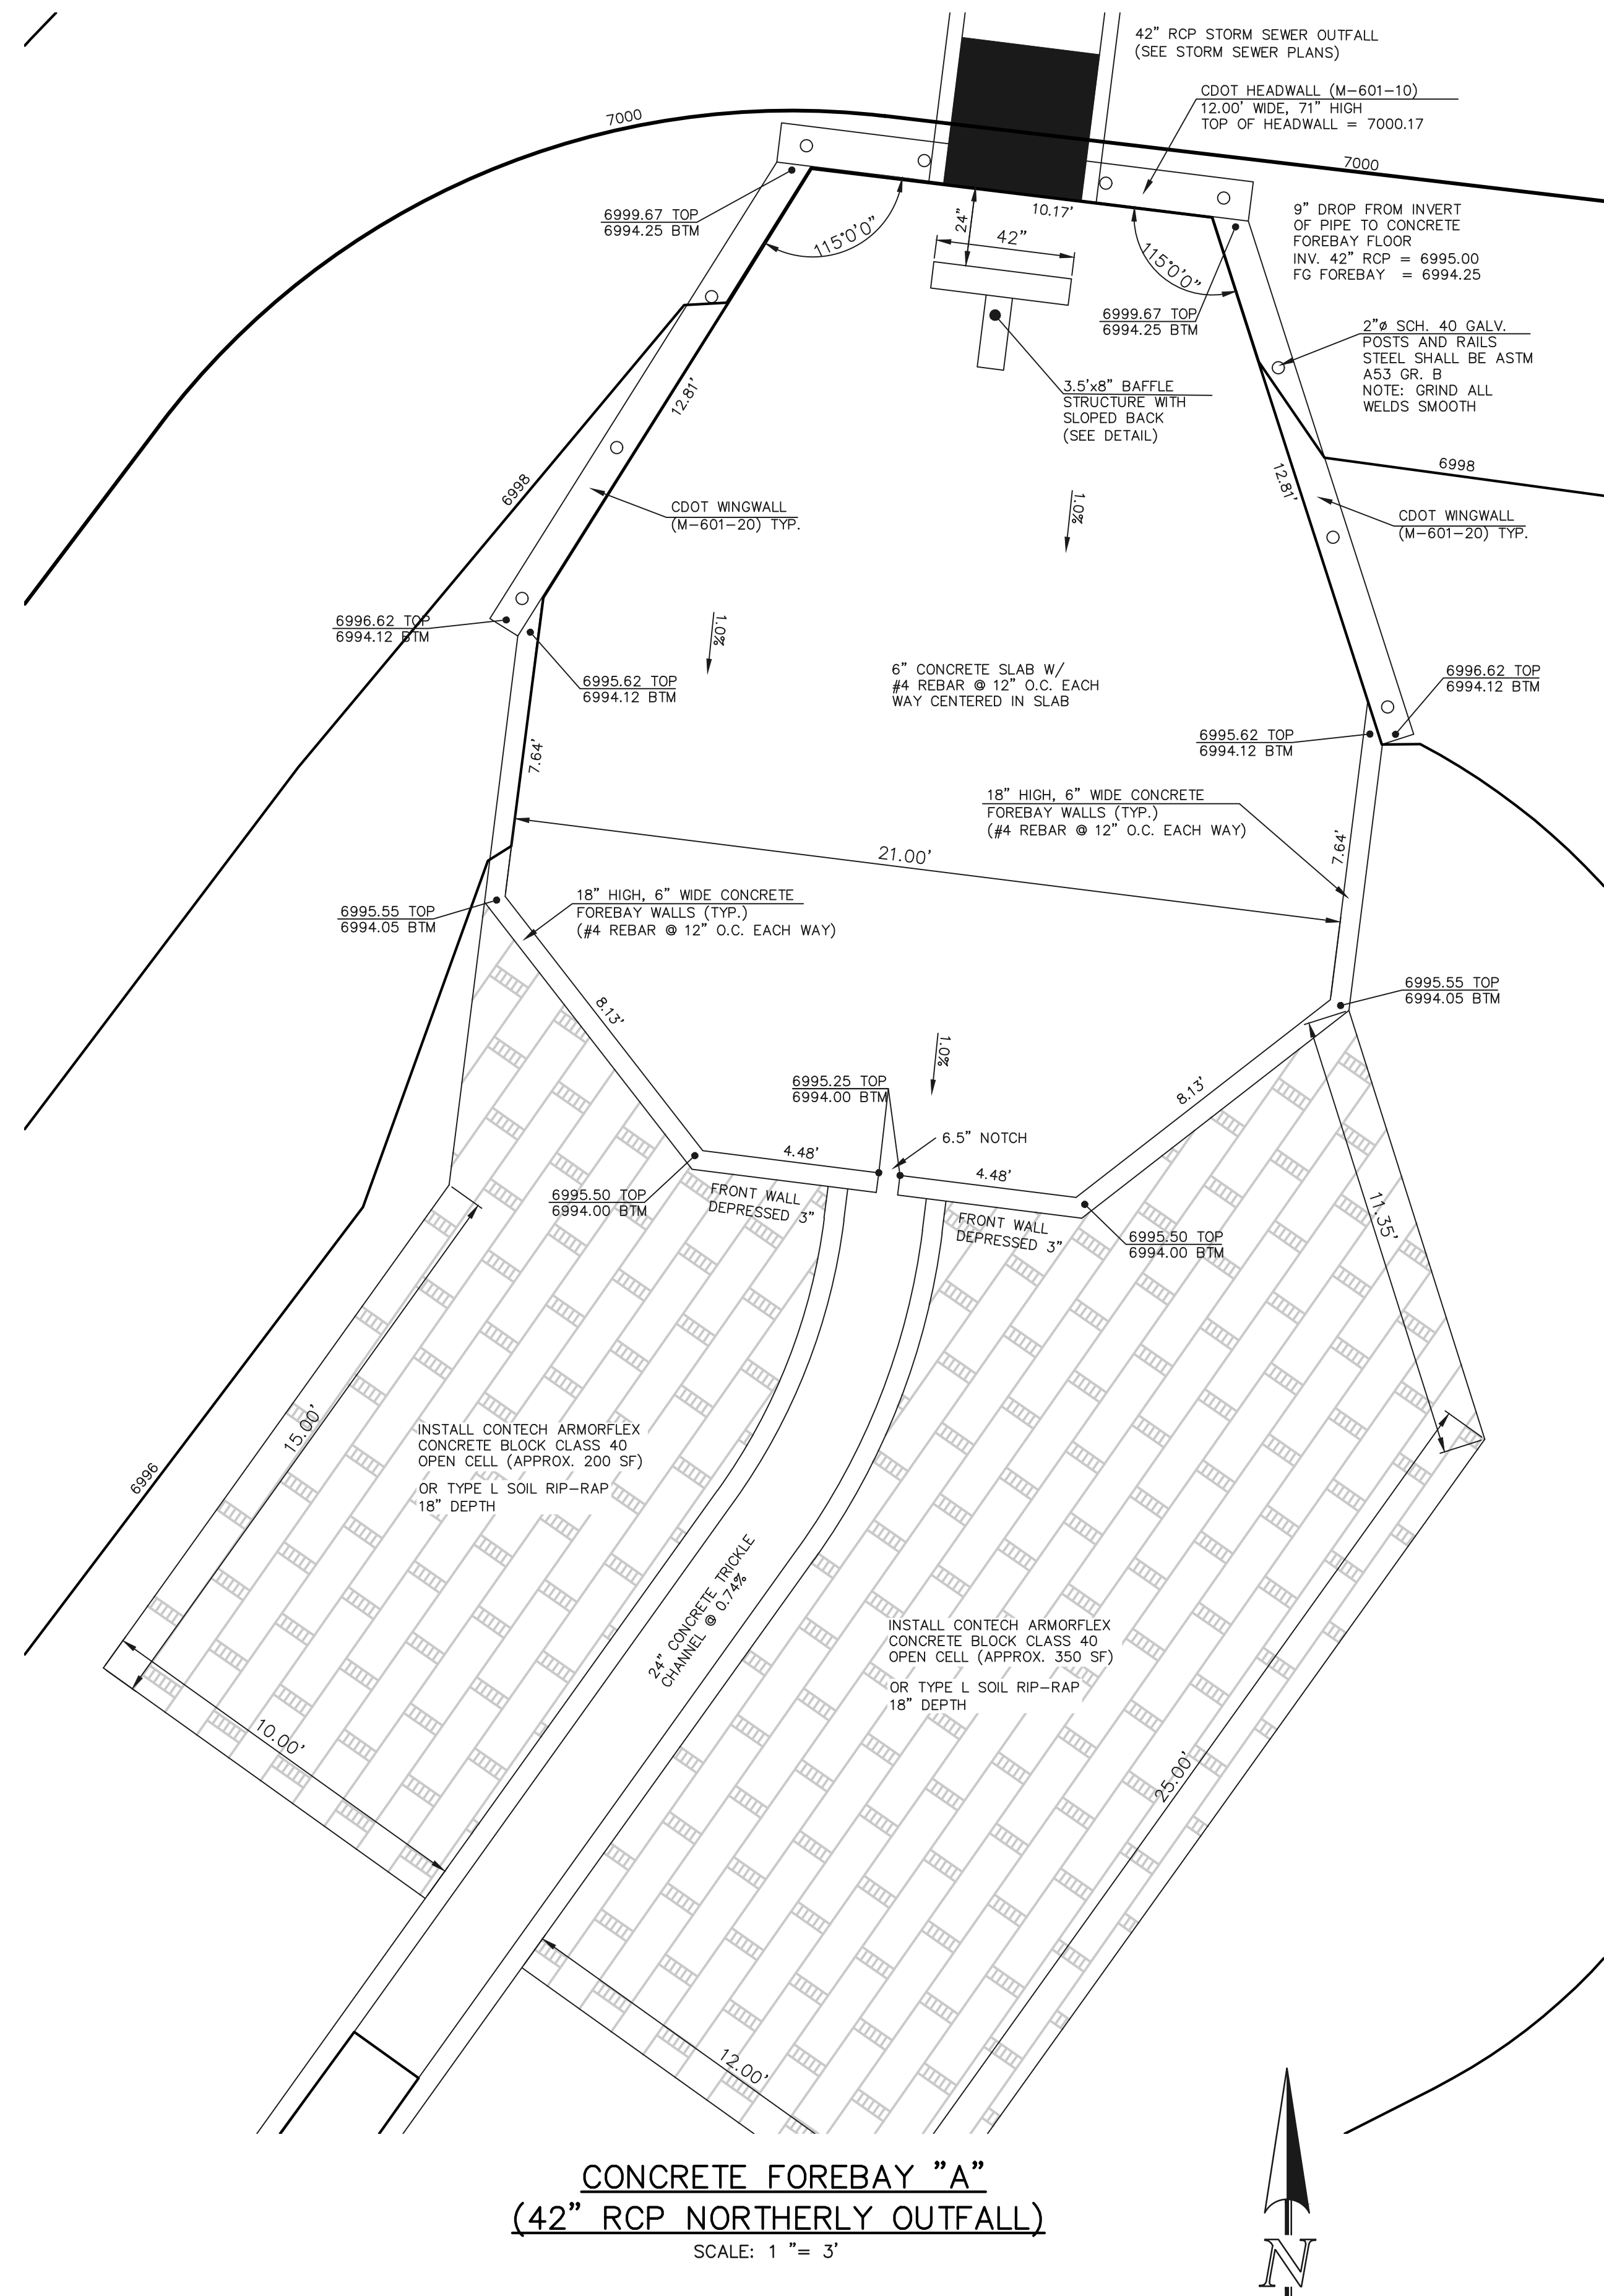 42” RCP STORM SEWER OUTFALL
(SEE STORM SEWER PLANS)
CDOT HEADWALL (M-601-10)
12.00' WIDE, 71” HIGH
TOP OF HEADWALL = 7000.17
7000
7000
6999.67 TOP
6994.25 BTM
115°0'0”
24”
10.17'
42”
115°0'0”
9” DROP FROM INVERT
OF PIPE TO CONCRETE
FOREBAY FLOOR
INV. 42” RCP = 6995.00
FG FOREBAY = 6994.25
6999.67 TOP
6994.25 BTM
2”ø SCH. 40 GALV.
POSTS AND RAILS
STEEL SHALL BE ASTM
A53 GR. B
NOTE: GRIND ALL
WELDS SMOOTH
3.5'x8” BAFFLE
STRUCTURE WITH
SLOPED BACK
(SEE DETAIL)
12.81'
12.81'
6998
6998
CDOT WINGWALL
(M-601-20) TYP.
1.0%
CDOT WINGWALL
(M-601-20) TYP.
6996.62 TOP
6994.12 BTM
1.0%
6995.62 TOP
6994.12 BTM
6” CONCRETE SLAB W/
#4 REBAR @ 12” O.C. EACH
WAY CENTERED IN SLAB
6996.62 TOP
6994.12 BTM
6995.62 TOP
6994.12 BTM
7.64'
18” HIGH, 6” WIDE CONCRETE
FOREBAY WALLS (TYP.)
(#4 REBAR @ 12” O.C. EACH WAY)
7.64'
21.00'
18” HIGH, 6” WIDE CONCRETE
FOREBAY WALLS (TYP.)
(#4 REBAR @ 12” O.C. EACH WAY)
6995.55 TOP
6994.05 BTM
6995.55 TOP
6994.05 BTM
8.13'
1.0%
6995.25 TOP
6994.00 BTM
8.13'
6.5” NOTCH
4.48'
4.48'
6995.50 TOP
6994.00 BTM
FRONT WALL
DEPRESSED 3”
FRONT WALL
DEPRESSED 3”
6995.50 TOP
6994.00 BTM
11.35'
15.00'
INSTALL CONTECH ARMORFLEX
CONCRETE BLOCK CLASS 40
OPEN CELL (APPROX. 200 SF)
OR TYPE L SOIL RIP-RAP
18” DEPTH
6996
24” CONCRETE TRICKLE
CHANNEL @ 0.74%
INSTALL CONTECH ARMORFLEX
CONCRETE BLOCK CLASS 40
OPEN CELL (APPROX. 350 SF)
OR TYPE L SOIL RIP-RAP
18” DEPTH
10.00'
25.00'
12.00'
CONCRETE FOREBAY ”A”
(42” RCP NORTHERLY OUTFALL)
SCALE: 1 ”= 3'
N